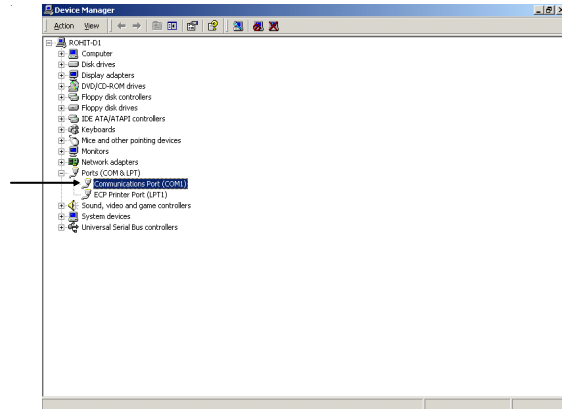 Device Manager
Action View
ROHIT-D1
Computer
Disk drives
Display adapters
DVD/CD-ROM drives
Floppy disk controllers
Floppy disk drives
IDE ATA/ATAPI controllers
Keyboards
Mice and other pointing devices
Monitors
Network adapters
Ports (COM & LPT)
Communications Port (COM1)
ECP Printer Port (LPT1)
Sound, video and game controllers
System devices
Universal Serial Bus controllers